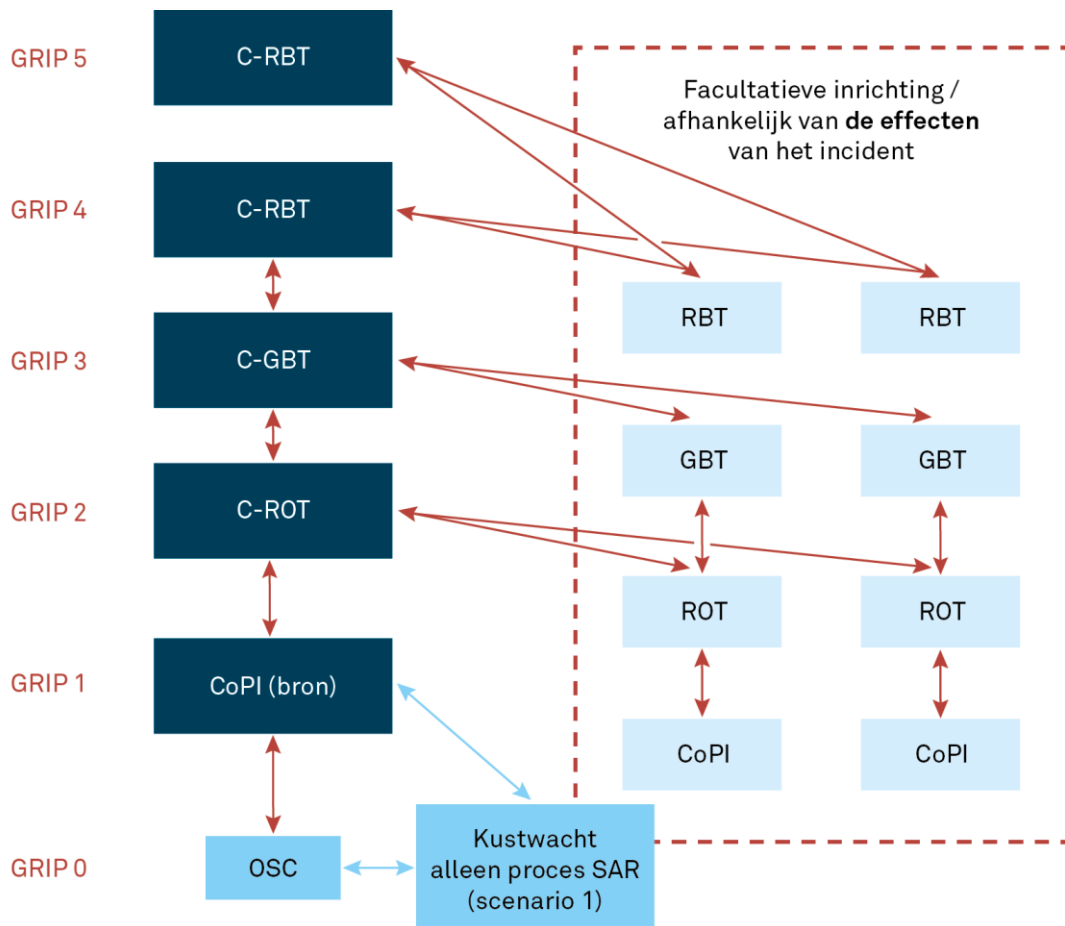 GRIP 5
C-RBT
Facultatieve inrichting /
afhankelijk van de effecten
van het incident
GRIP 4
C-RBT
RBT
RBT
GRIP 3
C-GBT
GBT
GBT
GRIP 2
C-ROT
ROT
ROT
GRIP 1
CoPI (bron)
CoPI
CoPI
GRIP 0
OSC
Kustwacht
alleen proces SAR
(scenario 1)